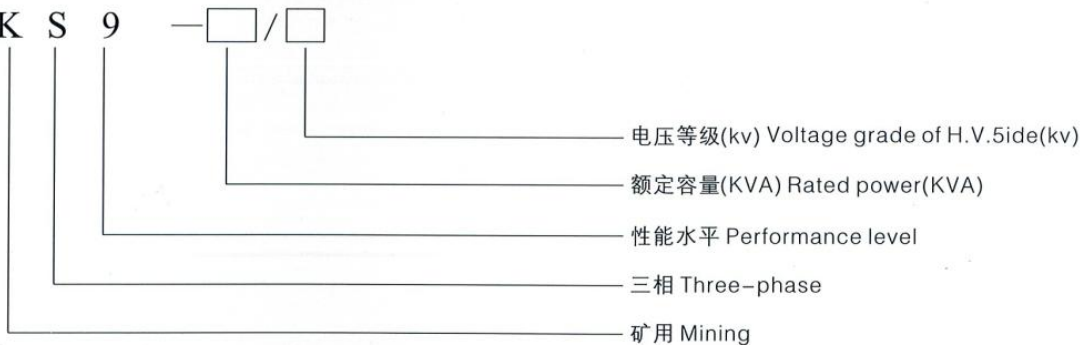 K S 9 —□/□
电压等级(kv) Voltage grade of H.V.5ide(kv)
额定容量(KVA) Rated power(KVA)
性能水平 Performance level
三相 Three-phase
矿用 Mining